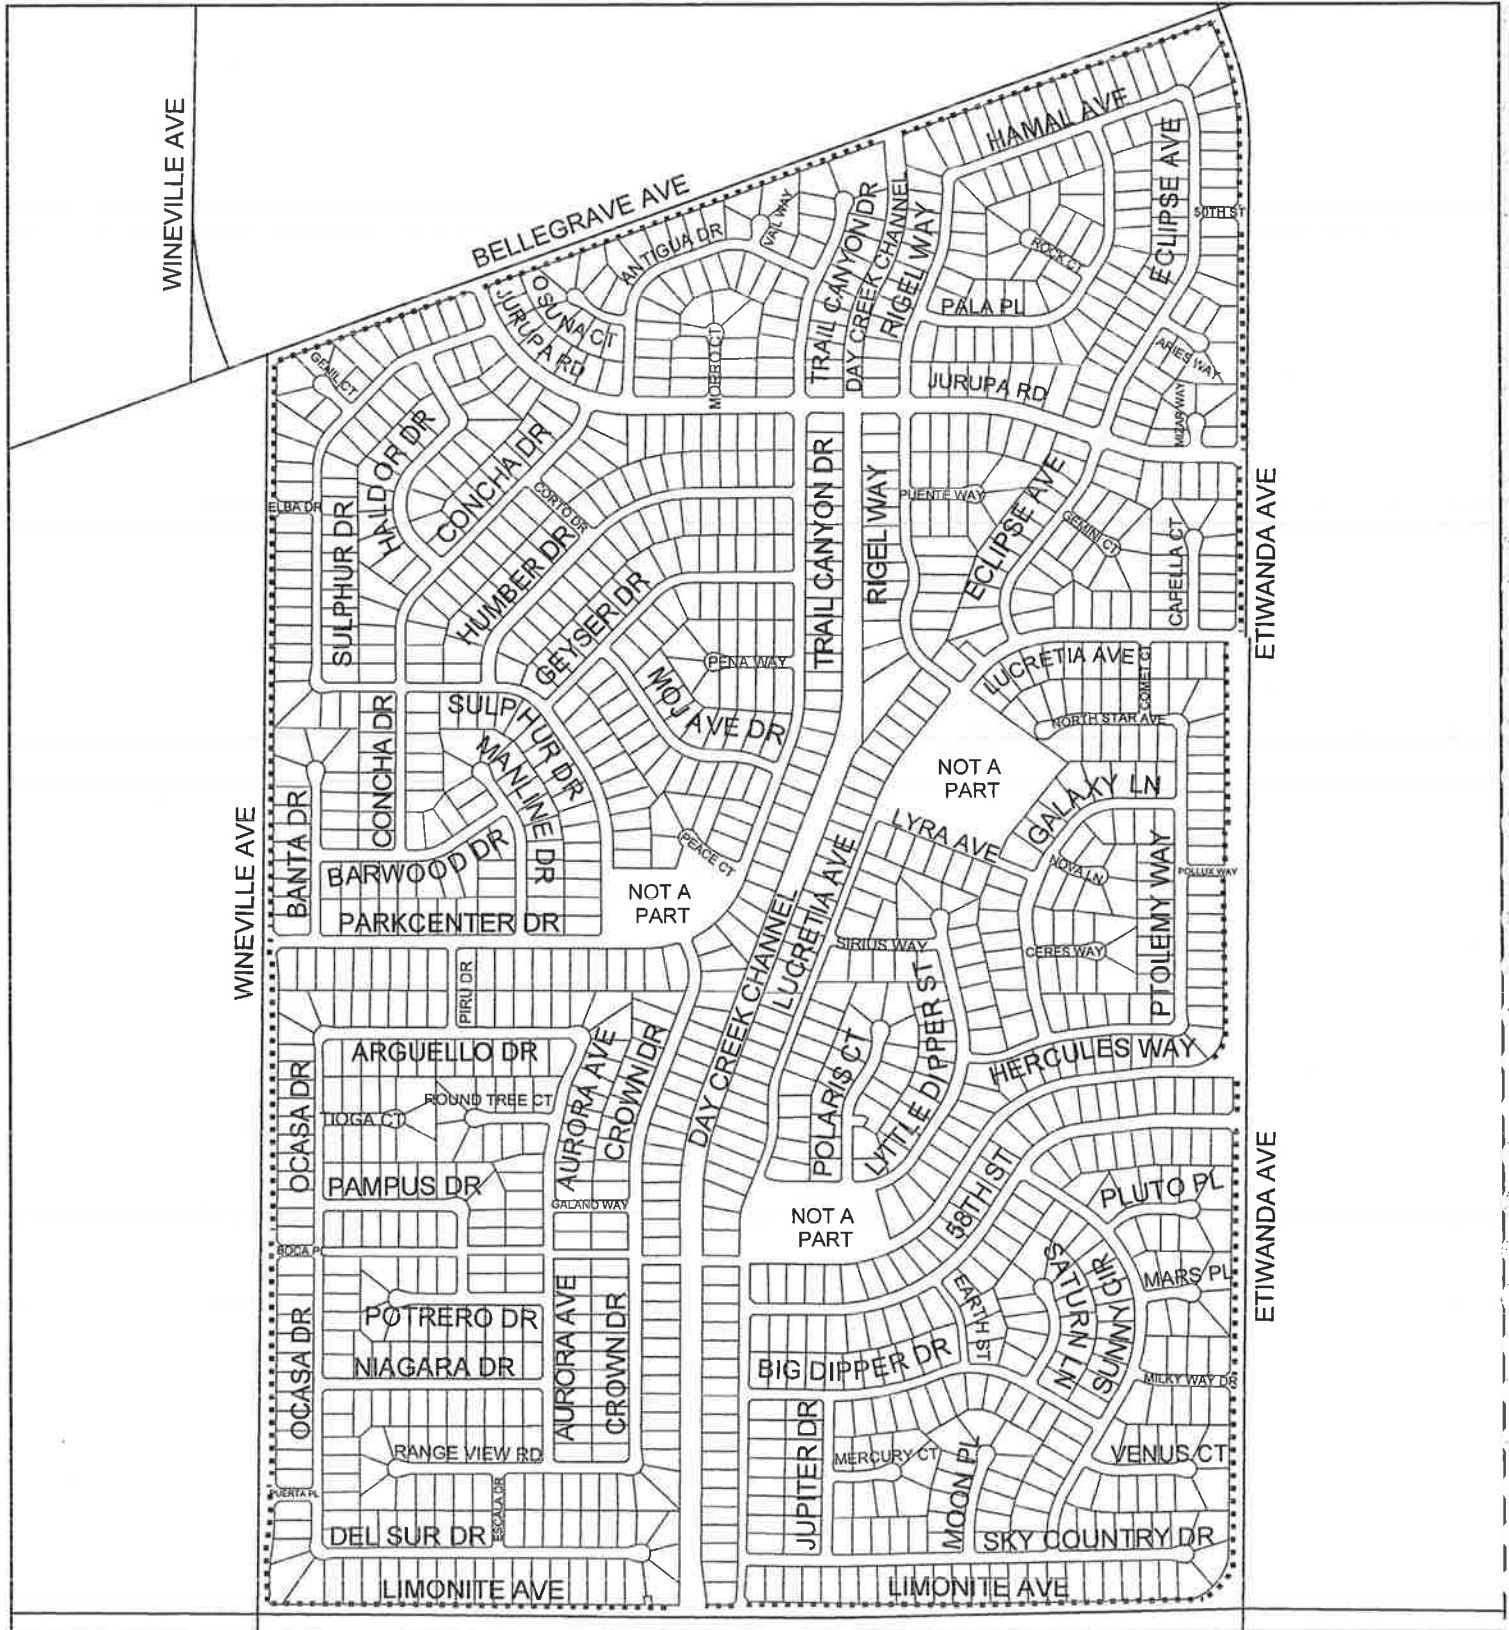 WINEVILLE AVE
BELLEGRAVE AVE
HAMAL AVE
ECLIPSE AVE
50TH ST
VAIL WAY
ANTIGUA DR
TRAIL CANYON DR
DAY CREEK CHANNEL
RIGEL WAY
ROCK CT
ECLIPSE AVE
OSUNA CT
JURUPA RD
PALA PL
MORRO CT
ARIES WAY
GENIL CT
JURUPA RD
MIZAR WAY
HALDOR DR
CONCHA DR
TRAIL CANYON DR
RIGEL WAY
PUENTE WAY
ECLIPSE AVE
ELBA DR
CORTO DR
GEMINI CT
CAPELLA CT
ETIWANDA AVE
SULPHUR DR
HUMBER DR
GEYSER DR
PENA WAY
LUCRETIA AVE
COMET CT
MOJAVE DR
NORTH STAR AVE
CONCHA DR
SULPHUR DR
MANLINE DR
NOT A
PART
GALAXY LN
LYRA AVE
BANTA DR
BARWOOD DR
PEACE CT
NOVA LN
PTOLEMY WAY
POLLUX WAY
WINEVILLE AVE
PARKCENTER DR
NOT A
PART
DAY CREEK CHANNEL
LUCRETIA AVE
SIRIUS WAY
CERES WAY
PIRU DR
LITTLE DIPPER ST
ARGUELLO DR
AURORA AVE
CROWN DR
POLARIS CT
HERCULES WAY
OCASA DR
ROUND TREE CT
TIOGA CT
PAMPUS DR
GALANO WAY
58TH ST
PLUTO PL
ETIWANDA AVE
NOT A
PART
BOCA PL
EARTH ST
SATURN LN
SUNNY CIR
MARS PL
OCASA DR
POTRERO DR
NIAGARA DR
AURORA AVE
CROWN DR
BIG DIPPER DR
MILKY WAY DR
RANGE VIEW RD
JUPITER DR
MERCURY CT
MOON PL
VENUS CT
PUERTA PL
ESCALA DR
DEL SUR DR
SKY COUNTRY DR
LIMONITE AVE
LIMONITE AVE